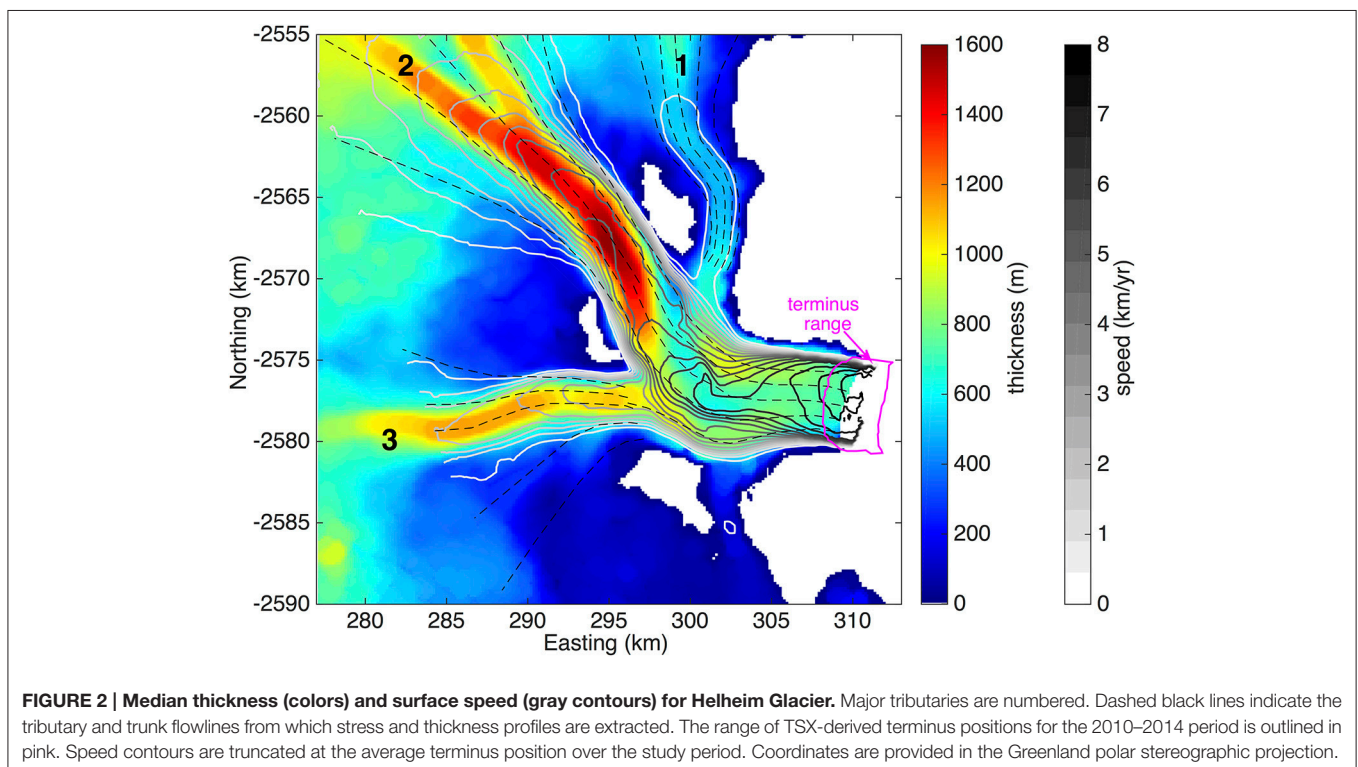 -2555
-2560
-2565
-2570
-2575
-2580
-2585
-2590
Northing (km)
280 285 290 295 300 305 310
Easting (km)
1
2
3
terminus
range
1600
1400
1200
1000
800
600
400
200
0
thickness (m)
8
7
6
5
4
3
2
1
0
speed (km/yr)
FIGURE 2 | Median thickness (colors) and surface speed (gray contours) for Helheim Glacier. Major tributaries are numbered. Dashed black lines indicate the
tributary and trunk flowlines from which stress and thickness profiles are extracted. The range of TSX-derived terminus positions for the 2010–2014 period is outlined in
pink. Speed contours are truncated at the average terminus position over the study period. Coordinates are provided in the Greenland polar stereographic projection.